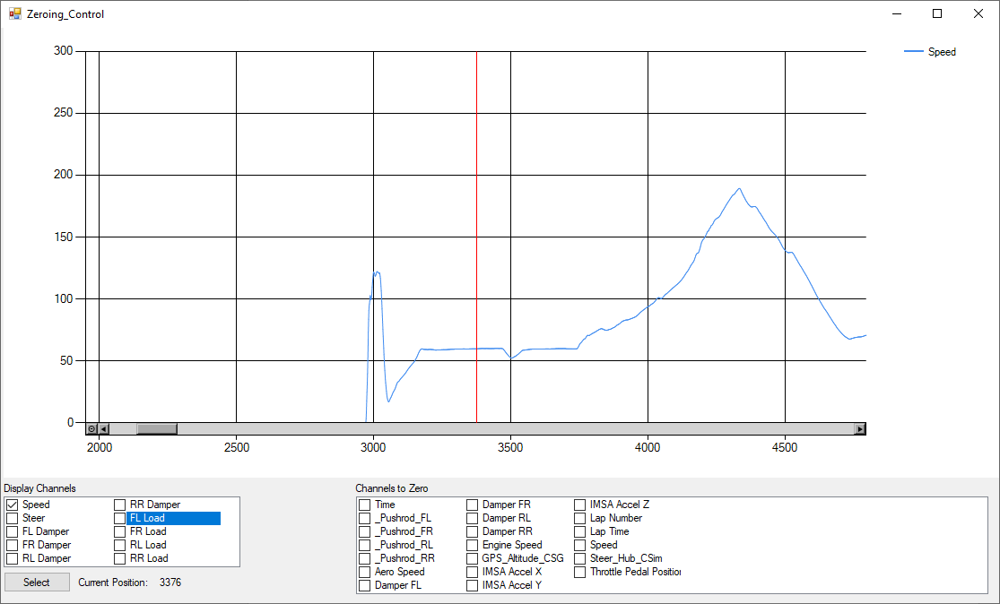 Zeroing_Control
300
Speed
250
200
150
100
50
0
2000 2500 3000 3500 4000 4500
Display Channels
Speed RR Damper
Steer FL Load
FL Damper FR Load
FR Damper RL Load
RL Damper RR Load
Select Current Position: 3376
Channels to Zero
Time Damper FR IMSA Accel Z
_Pushrod_FL Damper RL Lap Number
_Pushrod_FR Damper RR Lap Time
_Pushrod_RL Engine Speed Speed
_Pushrod_RR GPS_Altitude_CSG Steer_Hub_CSim
Aero Speed IMSA Accel X Throttle Pedal Position
Damper FL IMSA Accel Y